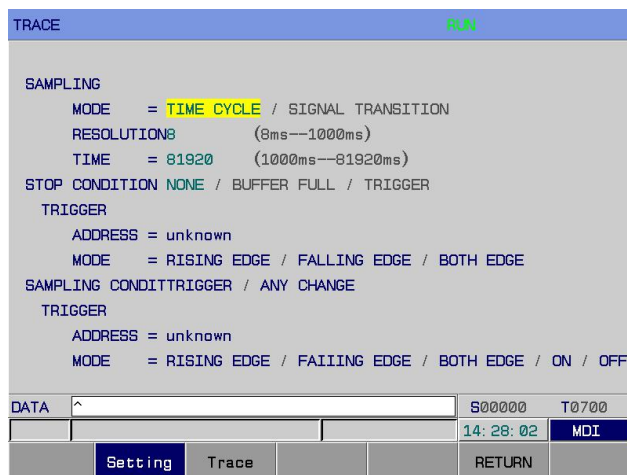 TRACE RUN
SAMPLING
MODE = TIME CYCLE / SIGNAL TRANSITION
RESOLUTION8 (8ms--1000ms)
TIME = 81920 (1000ms--81920ms)
STOP CONDITION NONE / BUFFER FULL / TRIGGER
TRIGGER
ADDRESS = unknown
MODE = RISING EDGE / FALLING EDGE / BOTH EDGE
SAMPLING CONDITTRIGGER / ANY CHANGE
TRIGGER
ADDRESS = unknown
MODE = RISING EDGE / FAIIING EDGE / BOTH EDGE / ON / OFF
DATA ^ S00000 T0700
14:28:02 MDI
Setting Trace RETURN